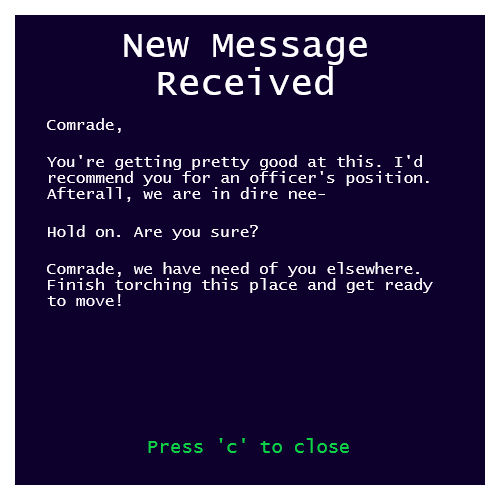 New Message
Received
Comrade,
You're getting pretty good at this. I'd
recommend you for an officer's position.
Afterall, we are in dire nee-
Hold on. Are you sure?
Comrade, we have need of you elsewhere.
Finish torching this place and get ready
to move!
Press 'c' to close